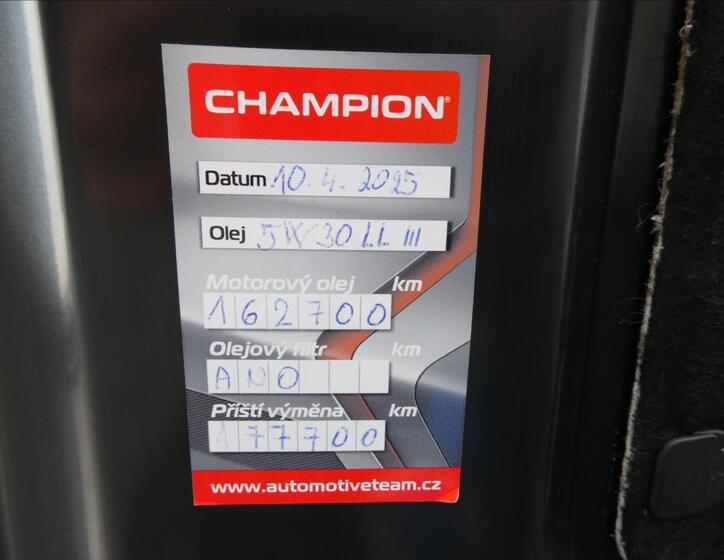 CHAMPION®
Datum 10.4.2025
Olej 5W30 LL III
Motorový olej km
162700
Olejový filtr km
ANO
Příští výměna km
177700
www.automotiveteam.cz